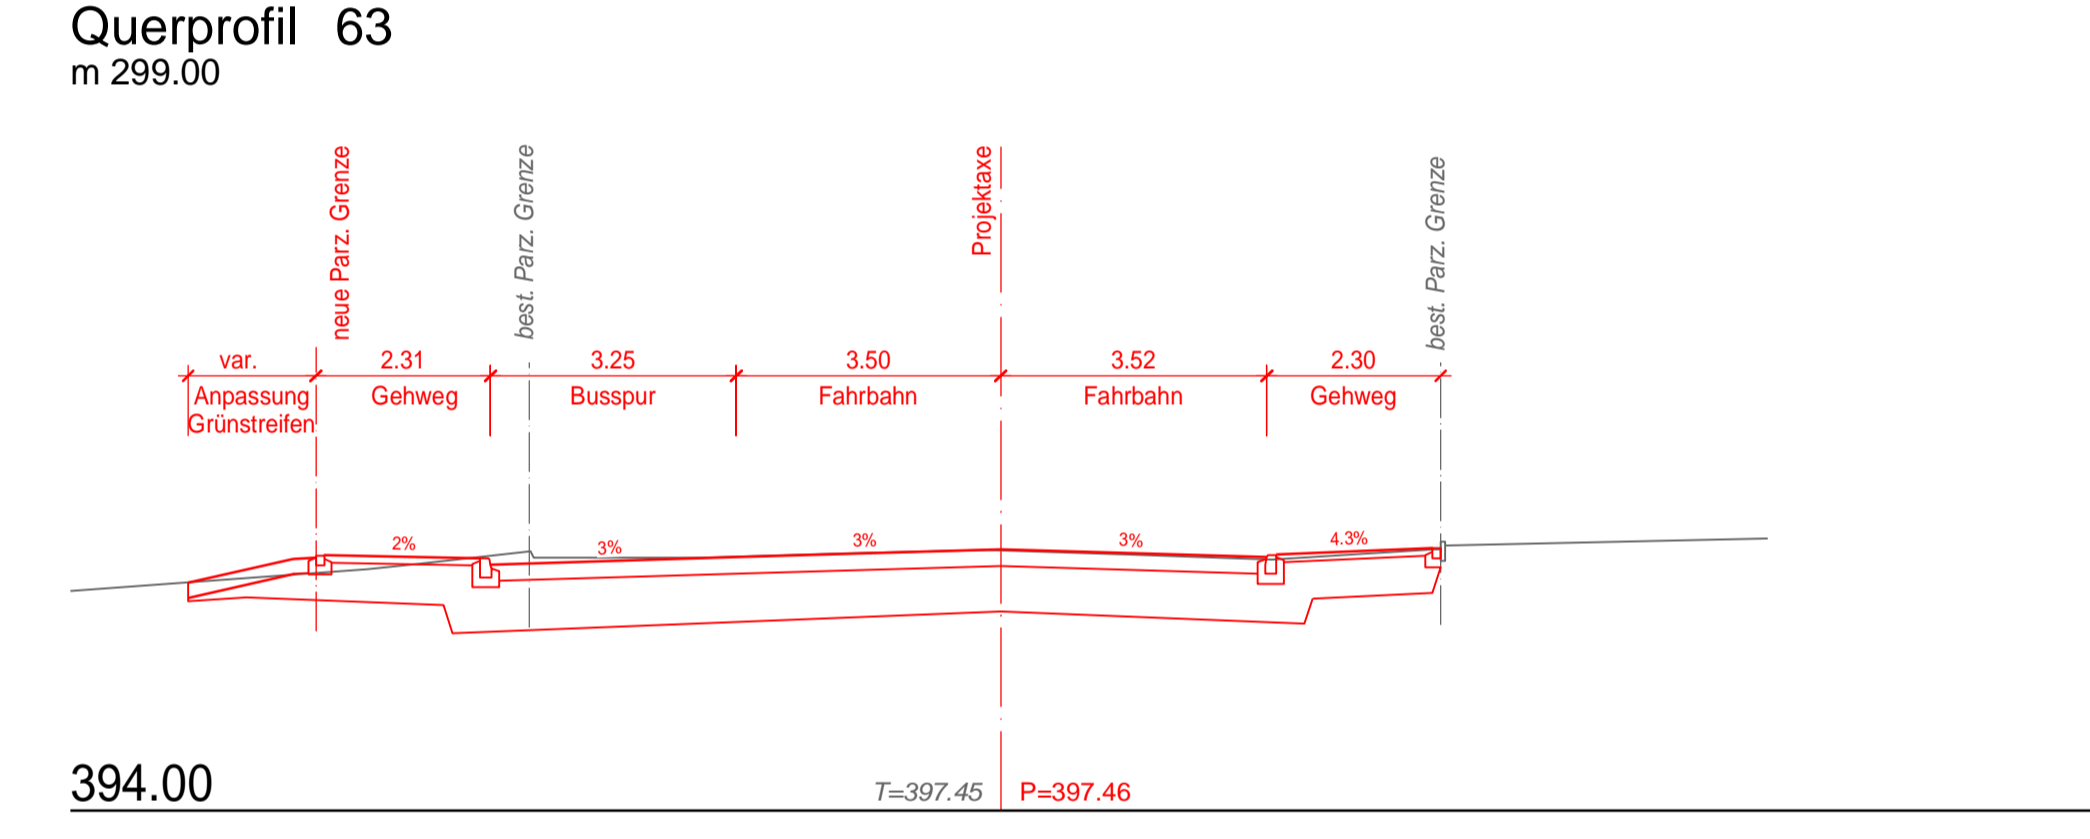 Querprofil 63
m 299.00
neue Parz. Grenze
best. Parz. Grenze
Projektaxe
best. Parz. Grenze
var. 2.31 3.25 3.50 3.52 2.30
Anpassung Gehweg Busspur Fahrbahn Fahrbahn Gehweg
Grünstreifen
2% 3% 3% 3% 4.3%
394.00 T=397.45 P=397.46